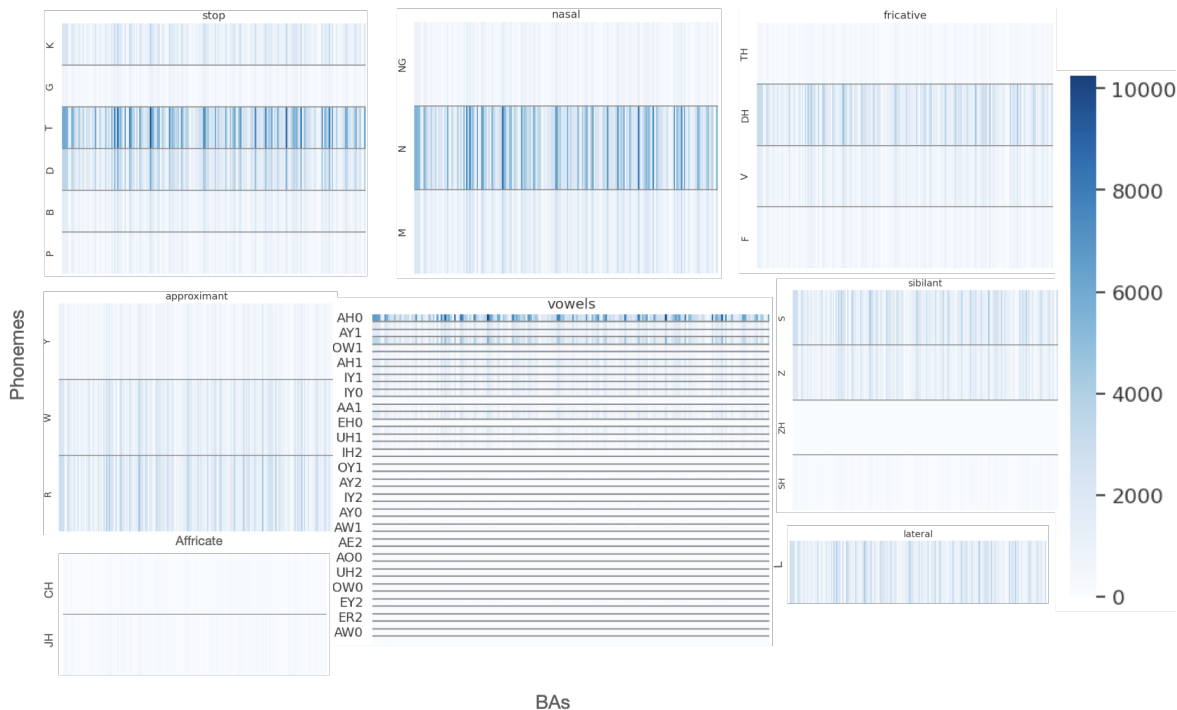 stop
K
G
T
D
B
P
nasal
NG
N
M
fricative
TH
DH
V
F
10000
8000
6000
4000
2000
0
Phonemes
approximant
Y
W
R
Affricate
CH
JH
vowels
AH0
AY1
OW1
AH1
IY1
IY0
AA1
EH0
UH1
IH2
OY1
AY2
IY2
AY0
AW1
AE2
AO0
UH2
OW0
EY2
ER2
AW0
sibilant
S
Z
ZH
SH
lateral
L
BAs